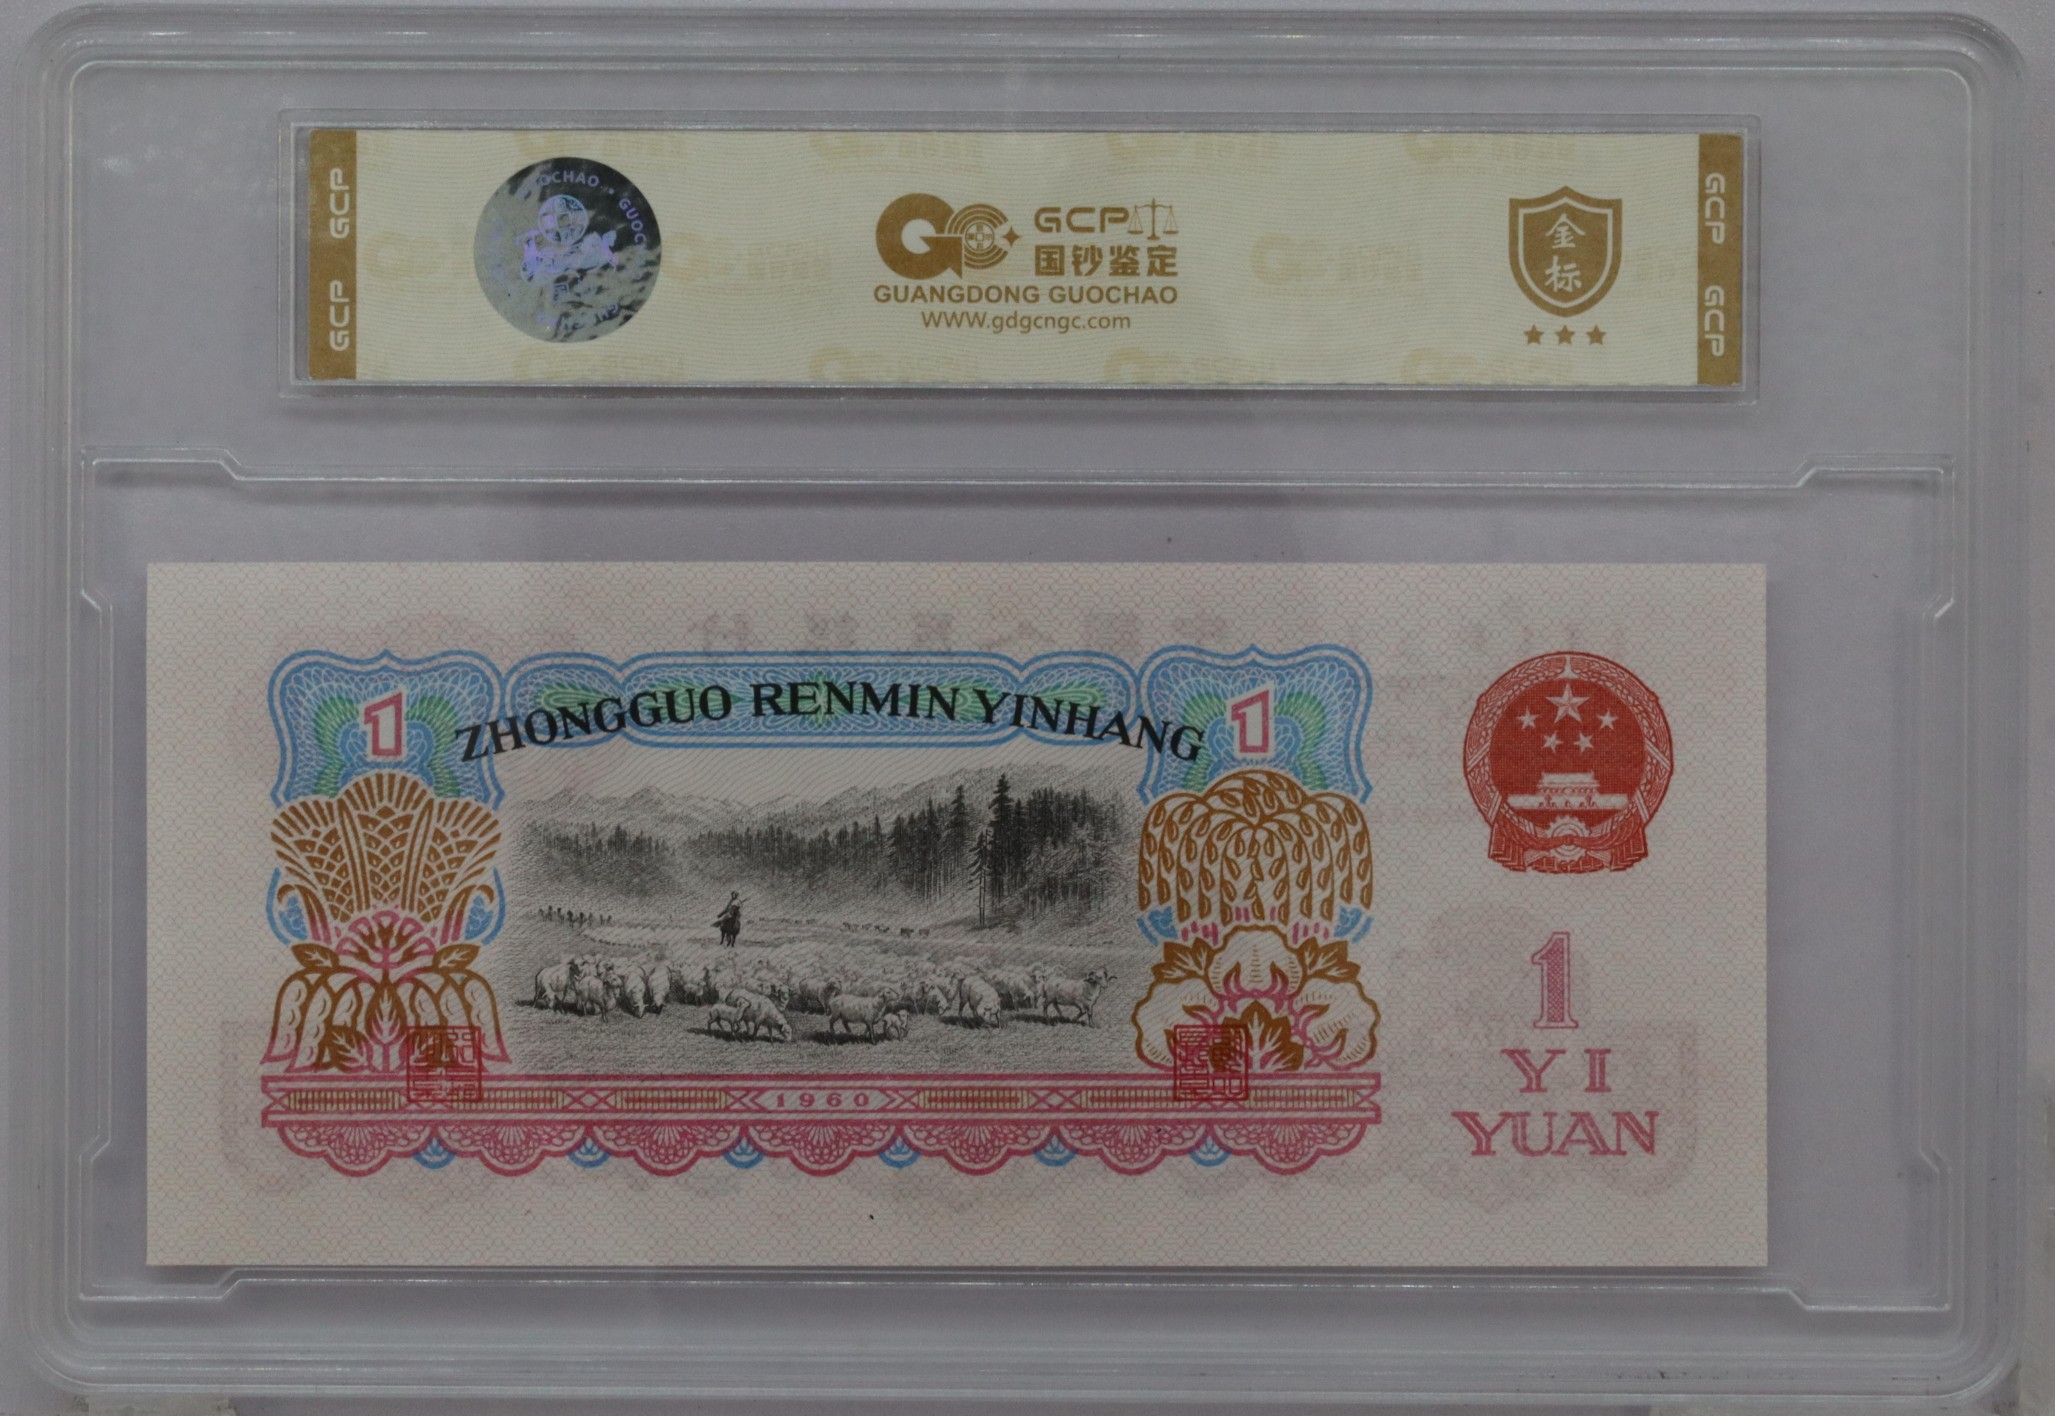 GCP GCP
GCP
国钞鉴定
GUANGDONG GUOCHAO
WWW.gdgcngc.com
金标
GCP GCP
ZHONGGUO RENMIN YINHANG
1
1
1960
1
YI
YUAN